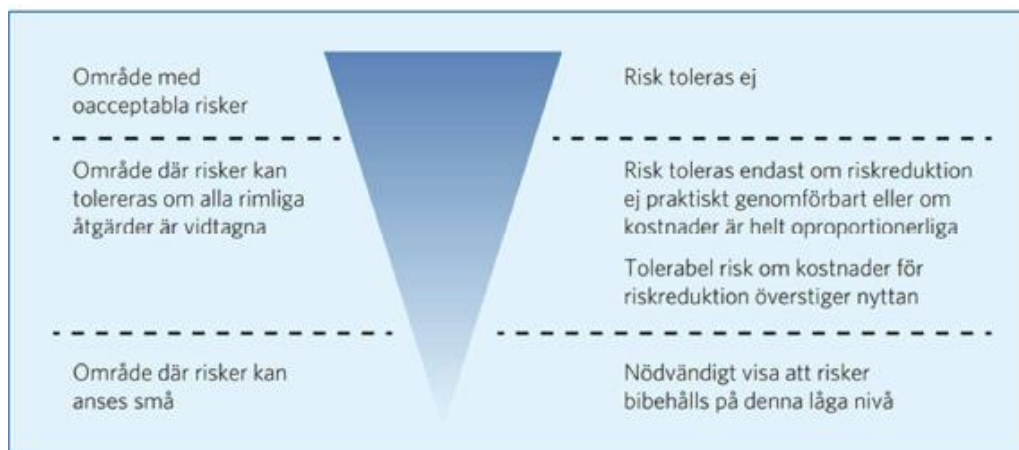 Område med
oacceptabla risker
Risk toleras ej
Område där risker kan
tolereras om alla rimliga
åtgärder är vidtagna
Risk toleras endast om riskreduktion
ej praktiskt genomförbart eller om
kostnader är helt oproportionerliga
Tolerabel risk om kostnader för
riskreduktion överstiger nyttan
Område där risker kan
anses små
Nödvändigt visa att risker
bibehålls på denna låga nivå